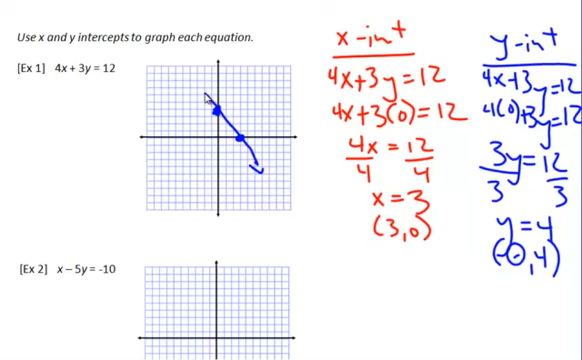 Use x and y intercepts to graph each equation.
[Ex 1] 4x + 3y = 12
x-int
4x+3y=12
4x+3(0)=12
4x/4 = 12/4
x = 3
(3,0)
y-int
4x+3y=12
4(0)+3y=12
3y/3 = 12/3
y = 4
(0,4)
[Ex 2] x – 5y = -10